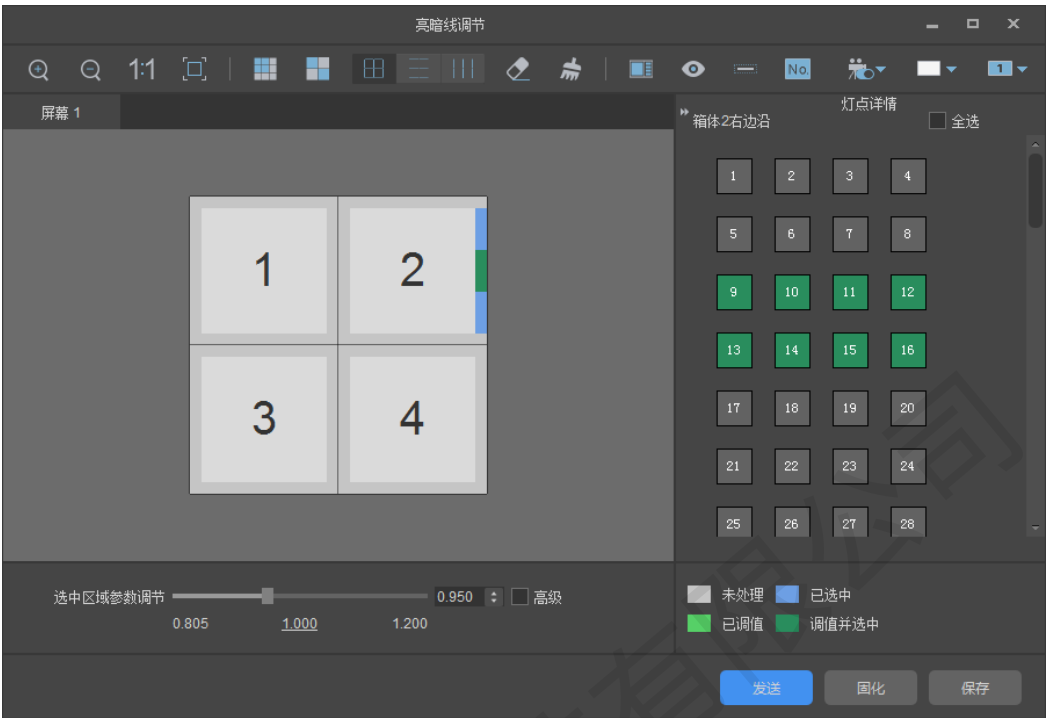 亮暗线调节
1:1
No.
1
屏幕 1
灯点详情
箱体2右边沿
全选
1 2 3 4
5 6 7 8
9 10 11 12
13 14 15 16
17 18 19 20
21 22 23 24
25 26 27 28
1 2
3 4
选中区域参数调节 0.950 高级
0.805 1.000 1.200
未处理 已选中
已调值 调值并选中
发送 固化 保存
有限公司